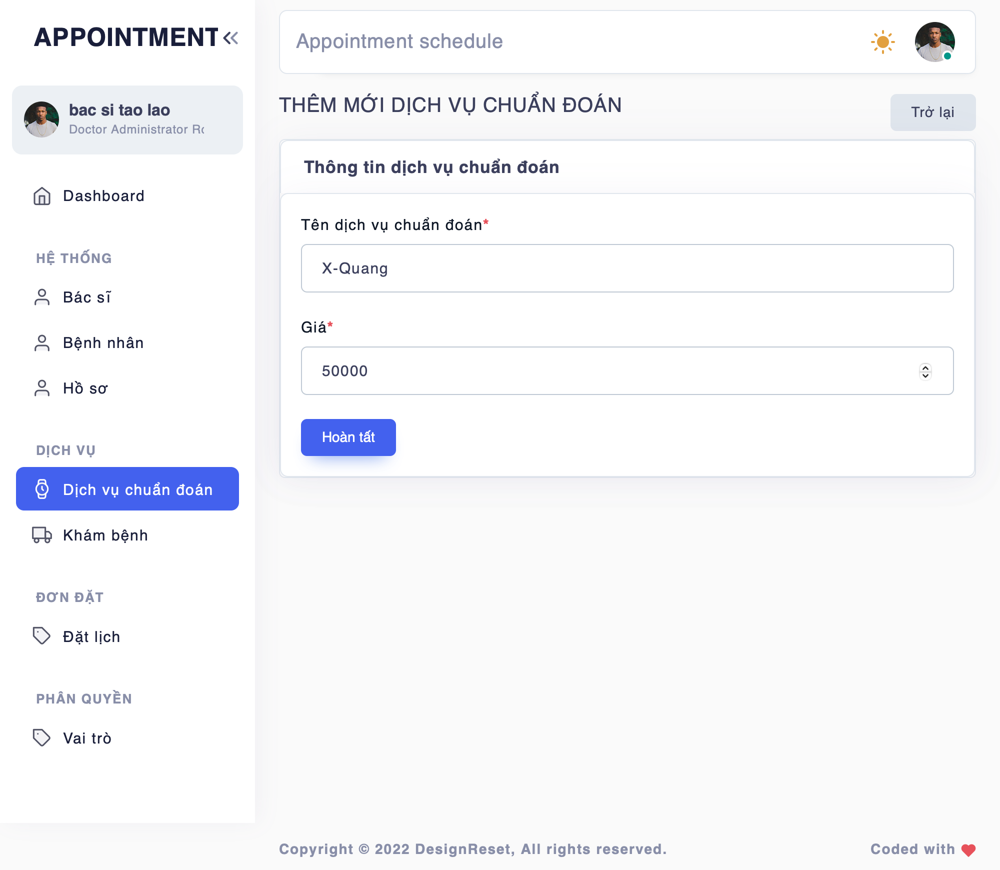 APPOINTMENT
bac si tao lao
Doctor Administrator
Dashboard
HỆ THỐNG
Bác sĩ
Bệnh nhân
Hồ sơ
DỊCH VỤ
Dịch vụ chuẩn đoán
Khám bệnh
ĐƠN ĐẶT
Đặt lịch
PHÂN QUYỀN
Vai trò
Appointment schedule
THÊM MỚI DỊCH VỤ CHUẨN ĐOÁN
Trở lại
Thông tin dịch vụ chuẩn đoán
Tên dịch vụ chuẩn đoán*
X-Quang
Giá*
50000
Hoàn tất
Copyright © 2022 DesignReset, All rights reserved.
Coded with